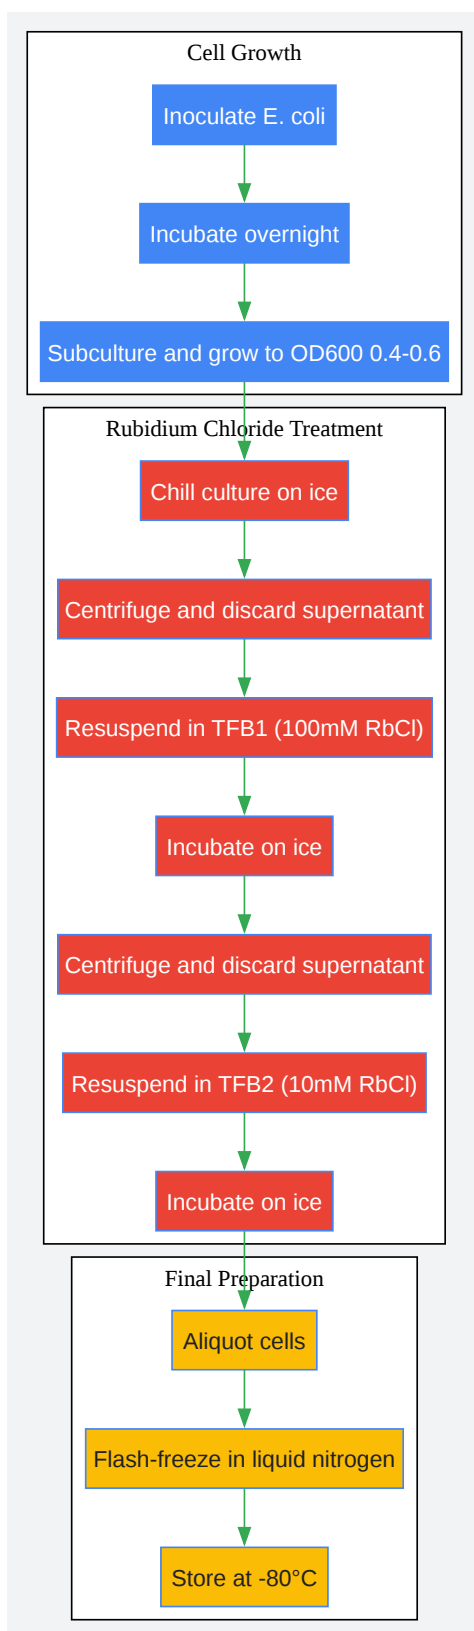 Cell Growth
Inoculate E. coli
Incubate overnight
Subculture and grow to OD600 0.4-0.6
Rubidium Chloride Treatment
Chill culture on ice
Centrifuge and discard supernatant
Resuspend in TFB1 (100mM RbCl)
Incubate on ice
Centrifuge and discard supernatant
Resuspend in TFB2 (10mM RbCl)
Incubate on ice
Final Preparation
Aliquot cells
Flash-freeze in liquid nitrogen
Store at -80°C